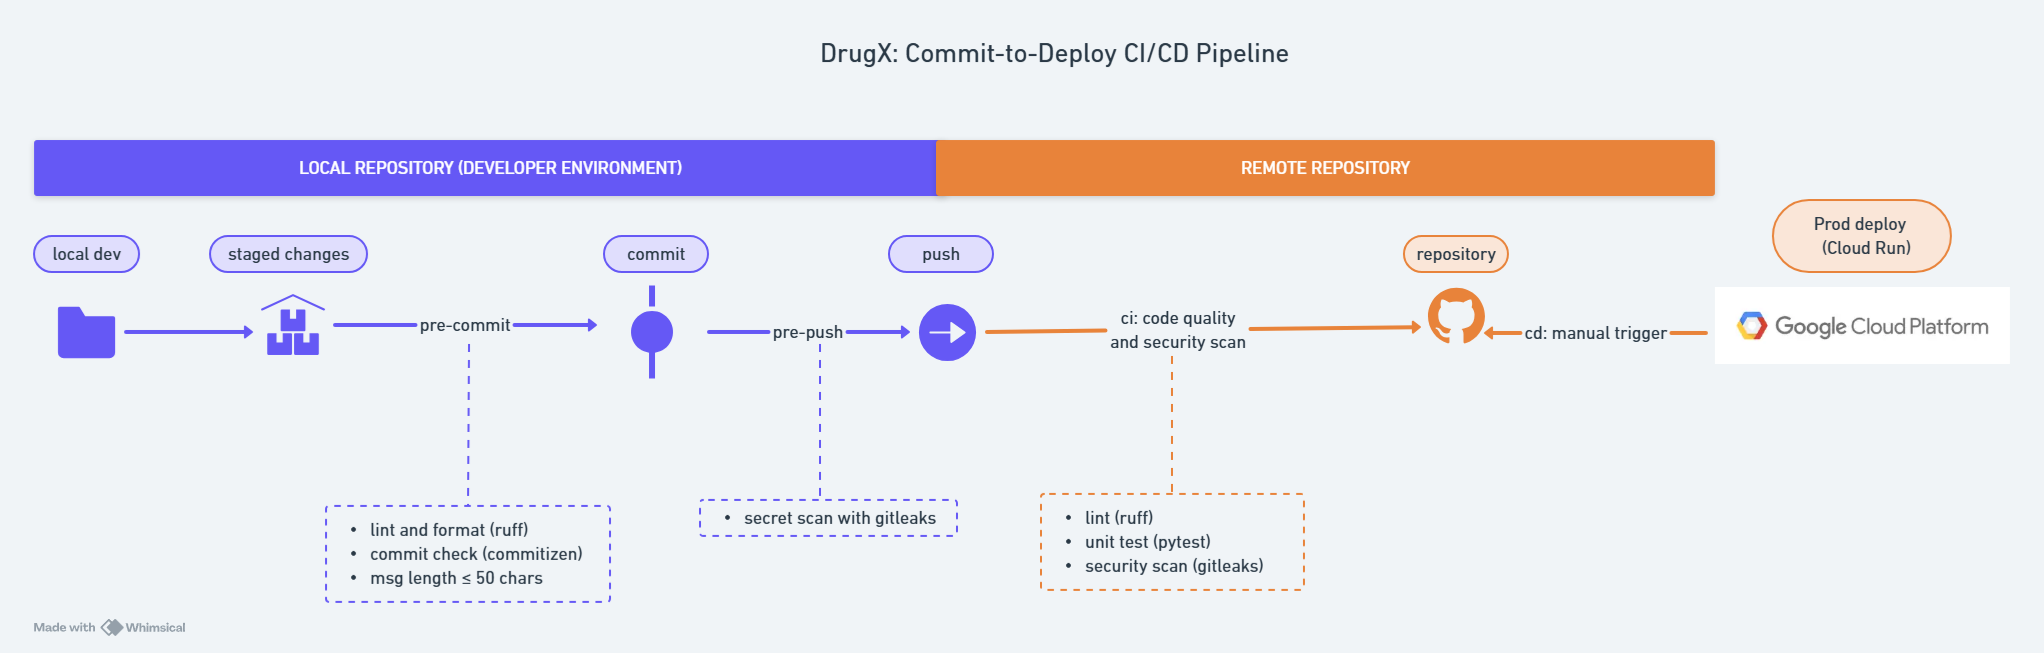 DrugX: Commit-to-Deploy CI/CD Pipeline
LOCAL REPOSITORY (DEVELOPER ENVIRONMENT)
REMOTE REPOSITORY
local dev
staged changes
commit
push
repository
Prod deploy
(Cloud Run)
pre-commit
pre-push
ci: code quality
and security scan
cd: manual trigger
Google Cloud Platform
• lint and format (ruff)
• commit check (commitizen)
• msg length ≤ 50 chars
• secret scan with gitleaks
• lint (ruff)
• unit test (pytest)
• security scan (gitleaks)
Made with Whimsical